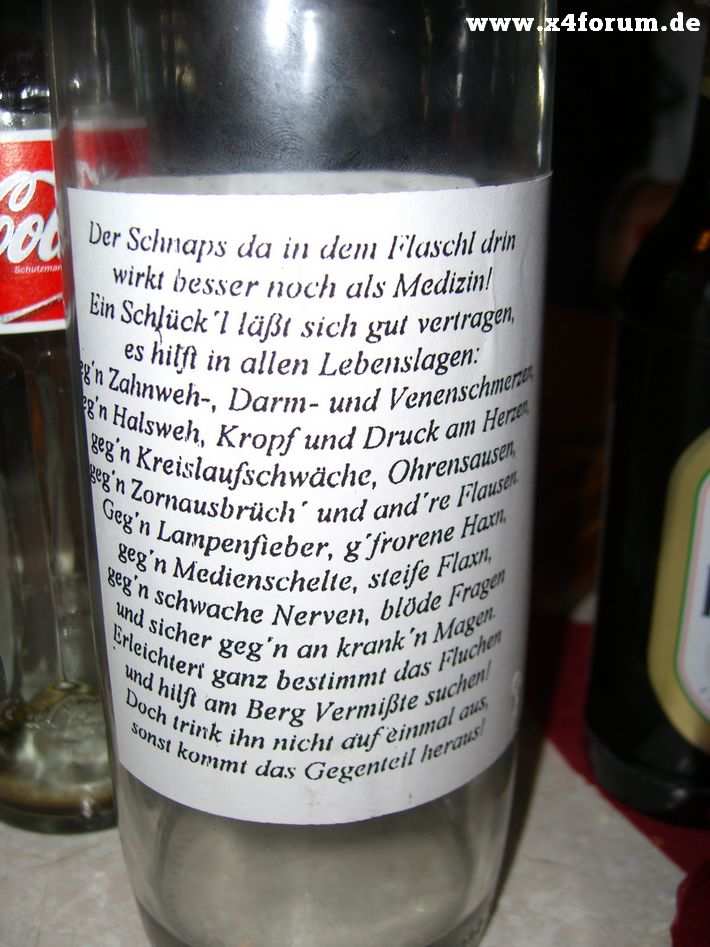 www.x4forum.de
Schutzmar
Der Schnaps da in dem Flaschl drin
wirkt besser noch als Medizin!
Ein Schlück´l läßt sich gut vertragen,
es hilft in allen Lebenslagen:
eg'n Zahnweh-, Darm- und Venenschmerzen,
eg'n Halsweh, Kropf und Druck am Herzen,
geg'n Kreislaufschwäche, Ohrensausen,
geg'n Zornausbrüch´ und and´re Flausen.
Geg'n Lampenfieber, g´frorene Haxn,
geg'n Medienschelte, steife Flaxn,
geg'n schwache Nerven, blöde Fragen
und sicher geg´n an krank´n Magen.
Erleichtert ganz bestimmt das Fluchen
und hilft am Berg Vermißte suchen!
Doch trink ihn nicht auf einmal aus,
sonst kommt das Gegenteil heraus!